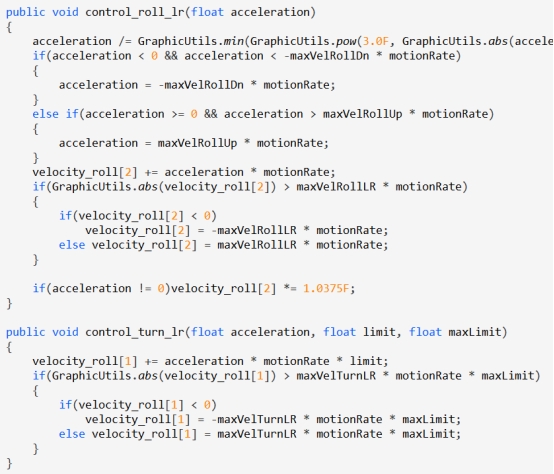 public void control_roll_lr(float acceleration)
{
    acceleration /= GraphicUtils.min(GraphicUtils.pow(3.0F, GraphicUtils.abs(accele
    if(acceleration < 0 && acceleration < -maxVelRollDn * motionRate)
    {
        acceleration = -maxVelRollDn * motionRate;
    }
    else if(acceleration >= 0 && acceleration > maxVelRollUp * motionRate)
    {
        acceleration = maxVelRollUp * motionRate;
    }
    velocity_roll[2] += acceleration * motionRate;
    if(GraphicUtils.abs(velocity_roll[2]) > maxVelRollLR * motionRate)
    {
        if(velocity_roll[2] < 0)
            velocity_roll[2] = -maxVelRollLR * motionRate;
        else velocity_roll[2] = maxVelRollLR * motionRate;
    }

    if(acceleration != 0)velocity_roll[2] *= 1.0375F;
}

public void control_turn_lr(float acceleration, float limit, float maxLimit)
{
    velocity_roll[1] += acceleration * motionRate * limit;
    if(GraphicUtils.abs(velocity_roll[1]) > maxVelTurnLR * motionRate * maxLimit)
    {
        if(velocity_roll[1] < 0)
            velocity_roll[1] = -maxVelTurnLR * motionRate * maxLimit;
        else velocity_roll[1] = maxVelTurnLR * motionRate * maxLimit;
    }
}